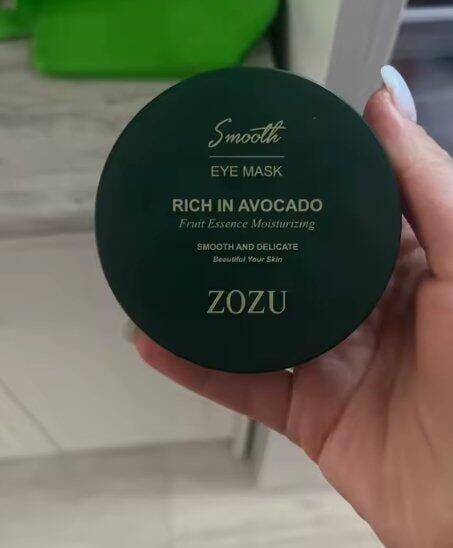 Smooth
EYE MASK
RICH IN AVOCADO
Fruit Essence Moisturizing
SMOOTH AND DELICATE
Beautiful Your Skin
ZOZU